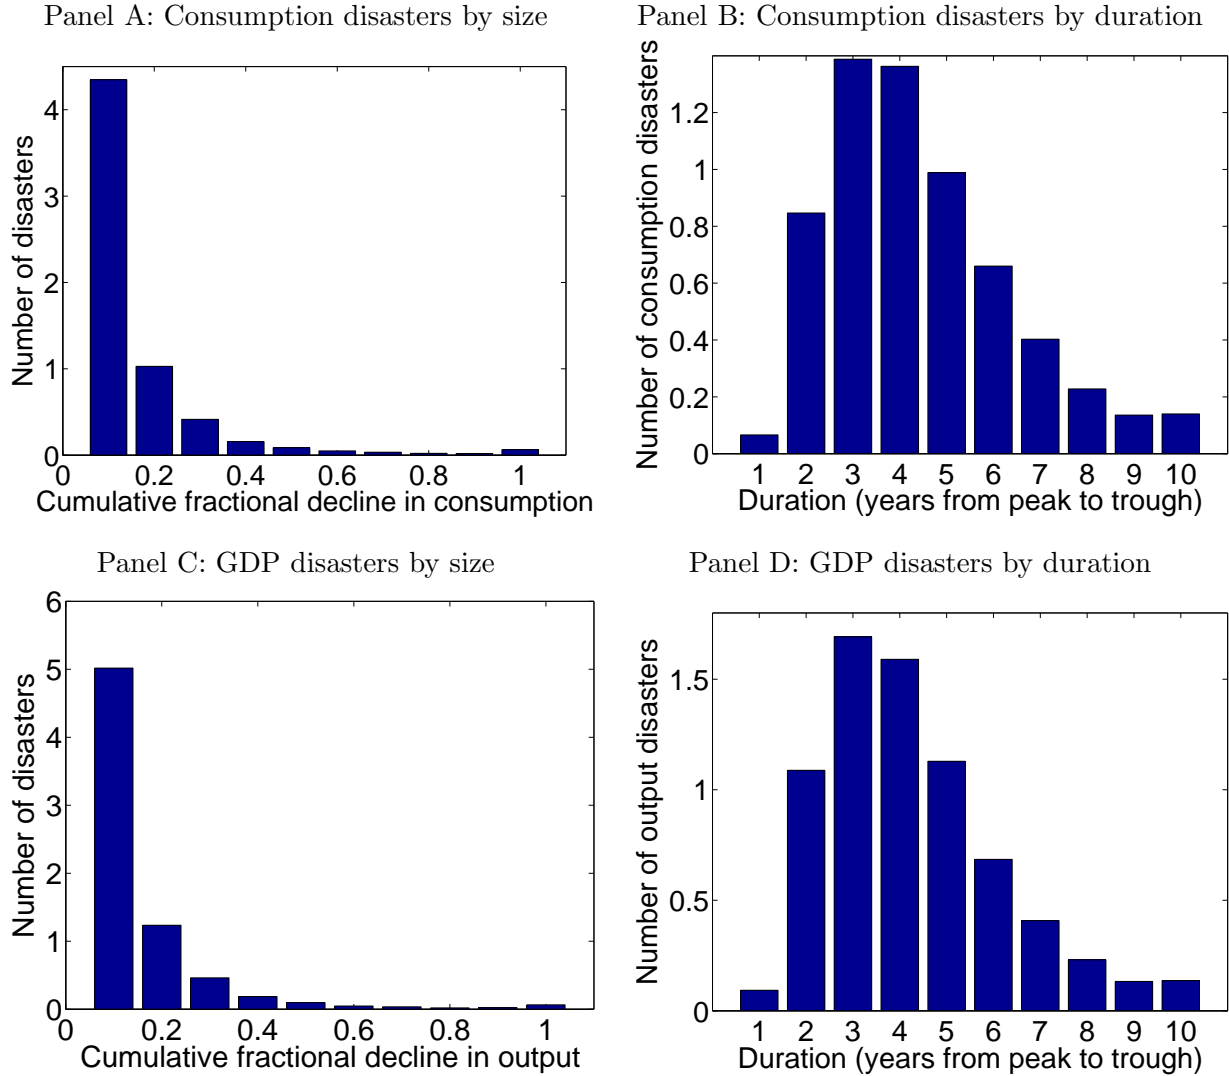 Panel A: Consumption disasters by size
Number of disasters
4
3
2
1
0
0 0.2 0.4 0.6 0.8 1
Cumulative fractional decline in consumption
Panel B: Consumption disasters by duration
Number of consumption disasters
1.2
1
0.8
0.6
0.4
0.2
0
1 2 3 4 5 6 7 8 9 10
Duration (years from peak to trough)
Panel C: GDP disasters by size
Number of disasters
6
5
4
3
2
1
0
0 0.2 0.4 0.6 0.8 1
Cumulative fractional decline in output
Panel D: GDP disasters by duration
Number of output disasters
1.5
1
0.5
0
1 2 3 4 5 6 7 8 9 10
Duration (years from peak to trough)